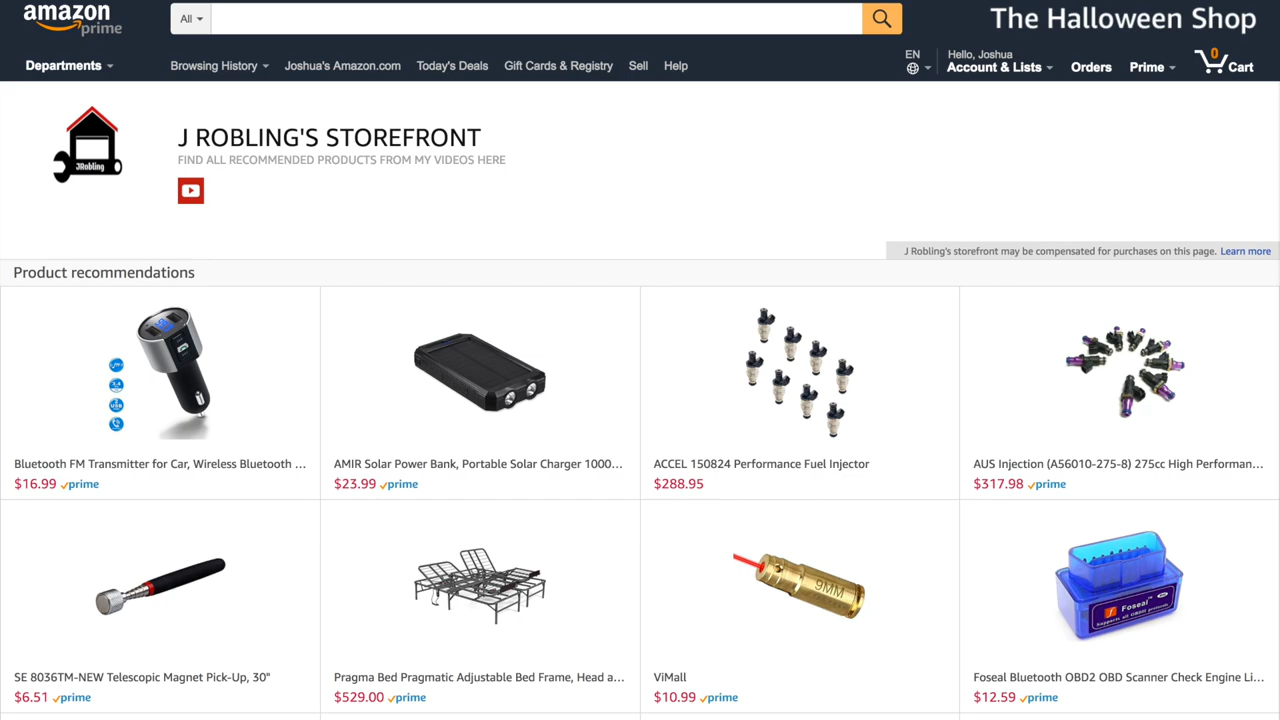 amazon
prime
All
The Halloween Shop
Departments
Browsing History
Joshua's Amazon.com
Today's Deals
Gift Cards & Registry
Sell
Help
EN
Hello, Joshua
Account & Lists
Orders
Prime
0
Cart
JRobling
J ROBLING'S STOREFRONT
FIND ALL RECOMMENDED PRODUCTS FROM MY VIDEOS HERE
J Robling's storefront may be compensated for purchases on this page. Learn more
Product recommendations
Bluetooth FM Transmitter for Car, Wireless Bluetooth ...
$16.99 prime
AMIR Solar Power Bank, Portable Solar Charger 1000...
$23.99 prime
ACCEL 150824 Performance Fuel Injector
$288.95
AUS Injection (A56010-275-8) 275cc High Performan...
$317.98 prime
SE 8036TM-NEW Telescopic Magnet Pick-Up, 30"
$6.51 prime
Pragma Bed Pragmatic Adjustable Bed Frame, Head a...
$529.00 prime
9MM
ViMall
$10.99 prime
Foseal
Supports all OBDII protocols
Foseal Bluetooth OBD2 OBD Scanner Check Engine Li...
$12.59 prime